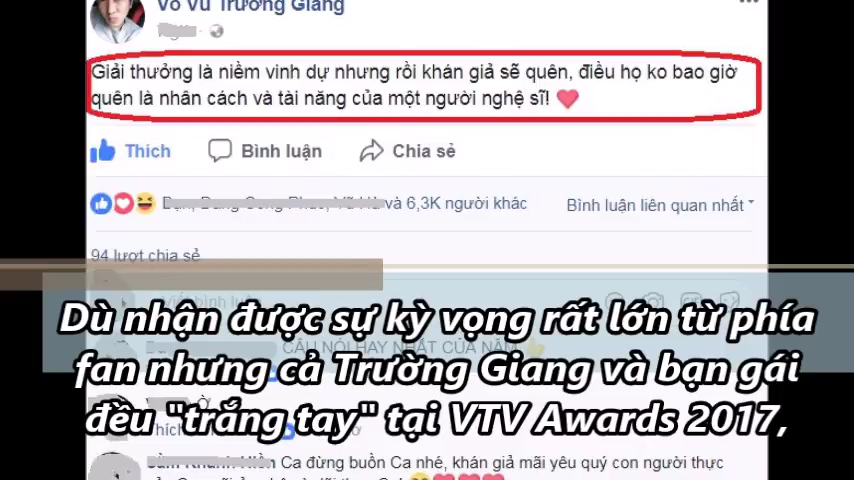 Võ Vũ Trường Giang
Giải thưởng là niềm vinh dự nhưng rồi khán giả sẽ quên, điều họ ko bao giờ
quên là nhân cách và tài năng của một người nghệ sĩ!
Thích Bình luận Chia sẻ
và 6,3K người khác Bình luận liên quan nhất
94 lượt chia sẻ
Viết bình luận
CÂU NÓI HAY NHẤT CỦA NĂM
Dù nhận được sự kỳ vọng rất lớn từ phía
fan nhưng cả Trường Giang và bạn gái
đều "trắng tay" tại VTV Awards 2017,
Ca đừng buồn Ca nhé, khán giả mãi yêu quý con người thực